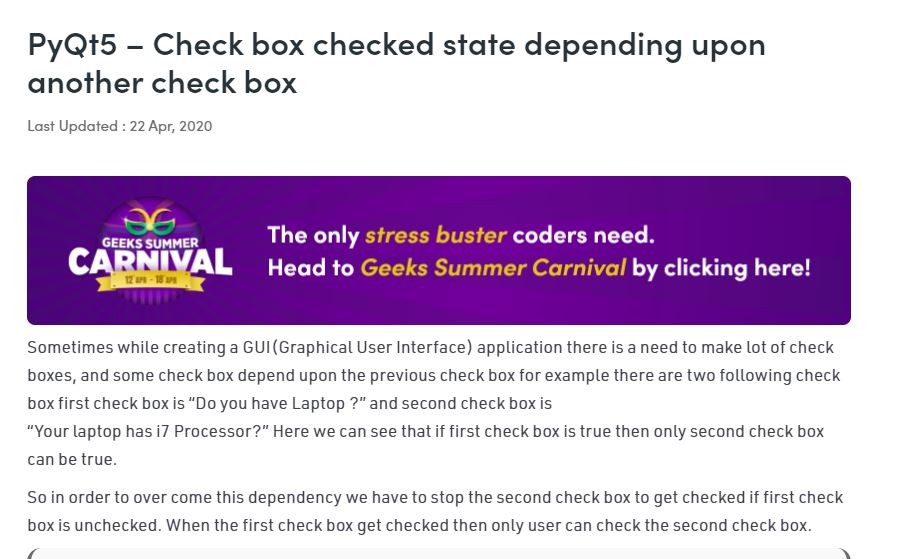 PyQt5 – Check box checked state depending upon
another check box
Last Updated : 22 Apr, 2020
GEEKS SUMMER
CARNIVAL
12 APR - 18 APR
The only stress buster coders need.
Head to Geeks Summer Carnival by clicking here!
Sometimes while creating a GUI(Graphical User Interface) application there is a need to make lot of check
boxes, and some check box depend upon the previous check box for example there are two following check
box first check box is “Do you have Laptop ?” and second check box is
“Your laptop has i7 Processor?” Here we can see that if first check box is true then only second check box
can be true.
So in order to over come this dependency we have to stop the second check box to get checked if first check
box is unchecked. When the first check box get checked then only user can check the second check box.